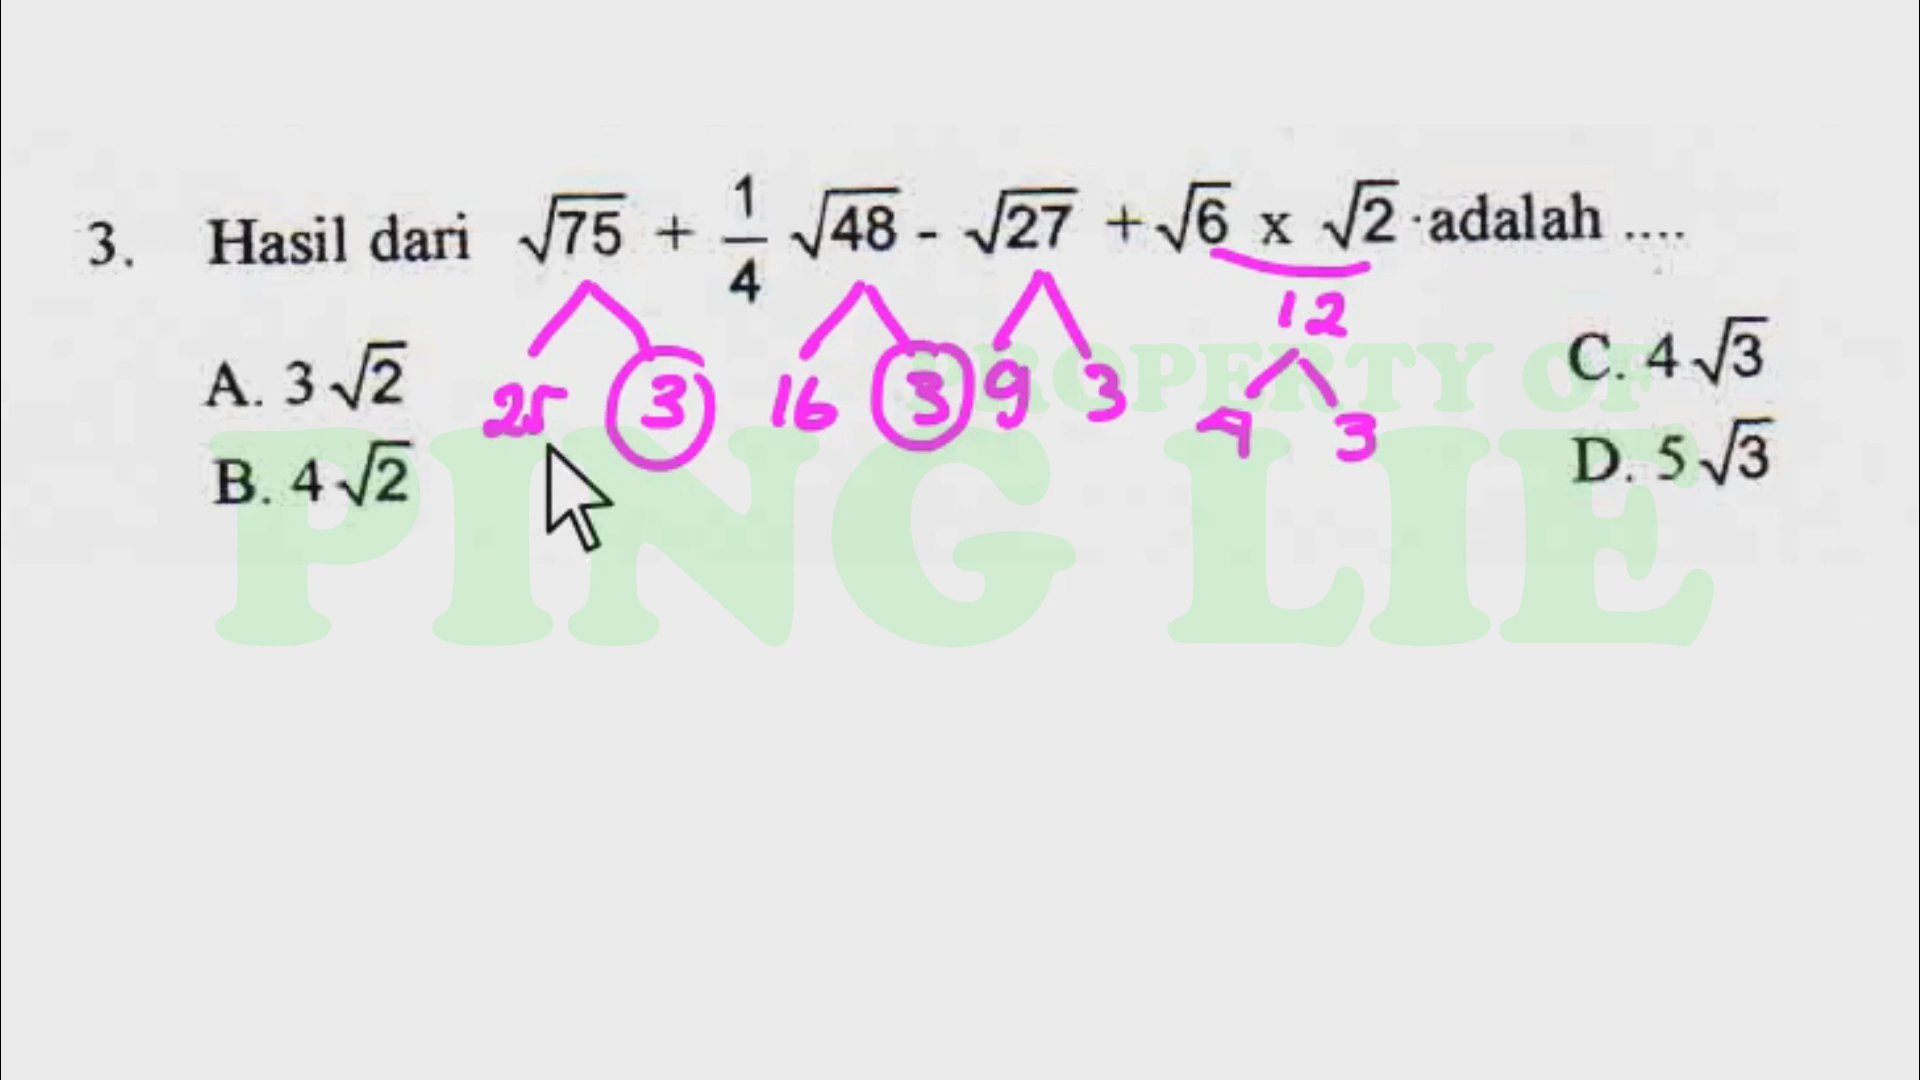 3. Hasil dari √75 + 1/4 √48 - √27 + √6 x √2 adalah ....
12
A. 3√2
25 3 16 3 9 3
4 3
B. 4√2
C. 4√3
D. 5√3
PROPERTY OF
PING LIE